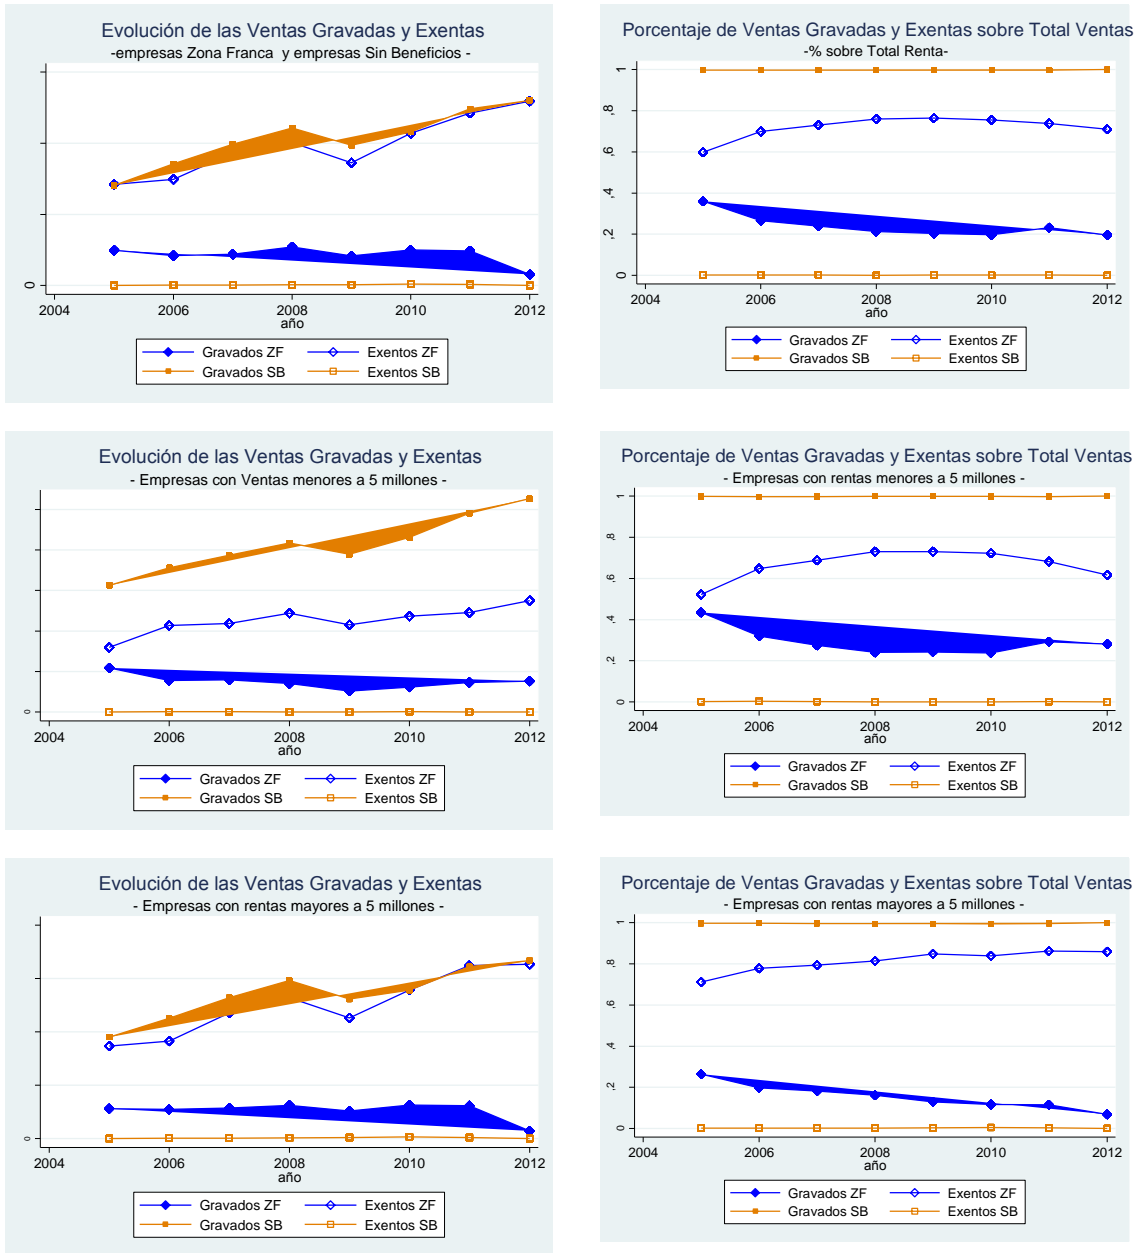 Evolución de las Ventas Gravadas y Exentas
-empresas Zona Franca y empresas Sin Beneficios -
0
2004 2006 2008 2010 2012
año
Gravados ZF Exentos ZF
Gravados SB Exentos SB
Porcentaje de Ventas Gravadas y Exentas sobre Total Ventas
-% sobre Total Renta-
1
,8
,6
,4
,2
0
2004 2006 2008 2010 2012
año
Gravados ZF Exentos ZF
Gravados SB Exentos SB
Evolución de las Ventas Gravadas y Exentas
- Empresas con Ventas menores a 5 millones -
0
2004 2006 2008 2010 2012
año
Gravados ZF Exentos ZF
Gravados SB Exentos SB
Porcentaje de Ventas Gravadas y Exentas sobre Total Ventas
- Empresas con rentas menores a 5 millones -
1
,8
,6
,4
,2
0
2004 2006 2008 2010 2012
año
Gravados ZF Exentos ZF
Gravados SB Exentos SB
Evolución de las Ventas Gravadas y Exentas
- Empresas con rentas mayores a 5 millones -
0
2004 2006 2008 2010 2012
año
Gravados ZF Exentos ZF
Gravados SB Exentos SB
Porcentaje de Ventas Gravadas y Exentas sobre Total Ventas
- Empresas con rentas mayores a 5 millones -
1
,8
,6
,4
,2
0
2004 2006 2008 2010 2012
año
Gravados ZF Exentos ZF
Gravados SB Exentos SB